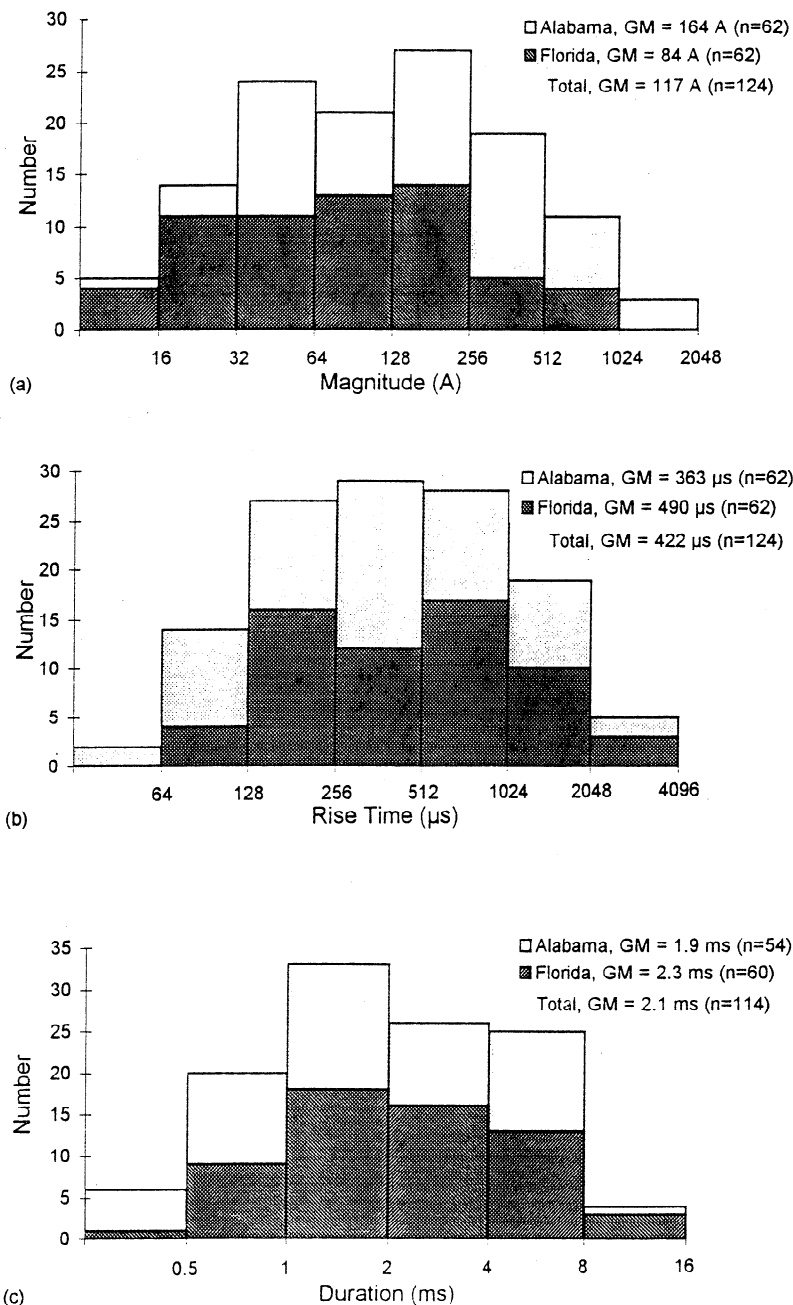 30
25
20
15
10
5
0
Number
Alabama, GM = 164 A (n=62)
Florida, GM = 84 A (n=62)
Total, GM = 117 A (n=124)
16 32 64 128 256 512 1024 2048
Magnitude (A)
(a)
30
25
20
15
10
5
0
Number
Alabama, GM = 363 µs (n=62)
Florida, GM = 490 µs (n=62)
Total, GM = 422 µs (n=124)
64 128 256 512 1024 2048 4096
Rise Time (µs)
(b)
35
30
25
20
15
10
5
0
Number
Alabama, GM = 1.9 ms (n=54)
Florida, GM = 2.3 ms (n=60)
Total, GM = 2.1 ms (n=114)
0.5 1 2 4 8 16
Duration (ms)
(c)